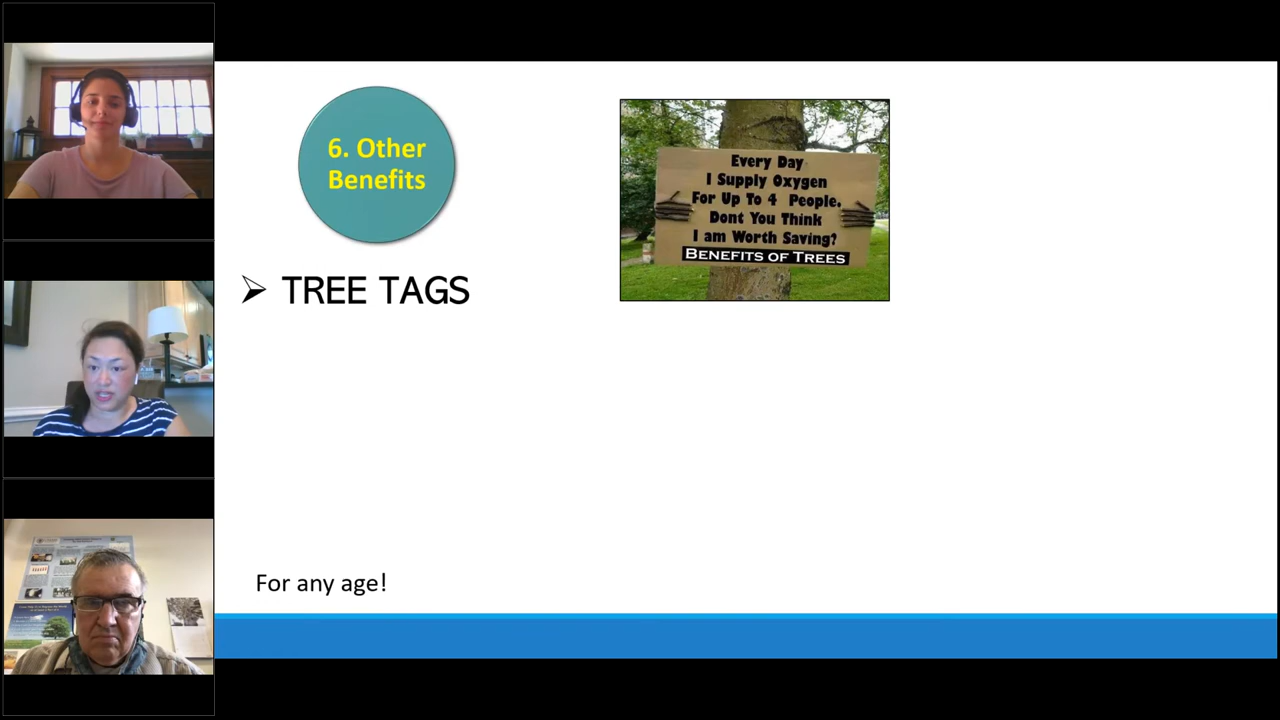 6. Other
Benefits
➢ TREE TAGS
Every Day
I Supply Oxygen
For Up To 4 People.
Dont You Think
I am Worth Saving?
BENEFITS OF TREES
For any age!